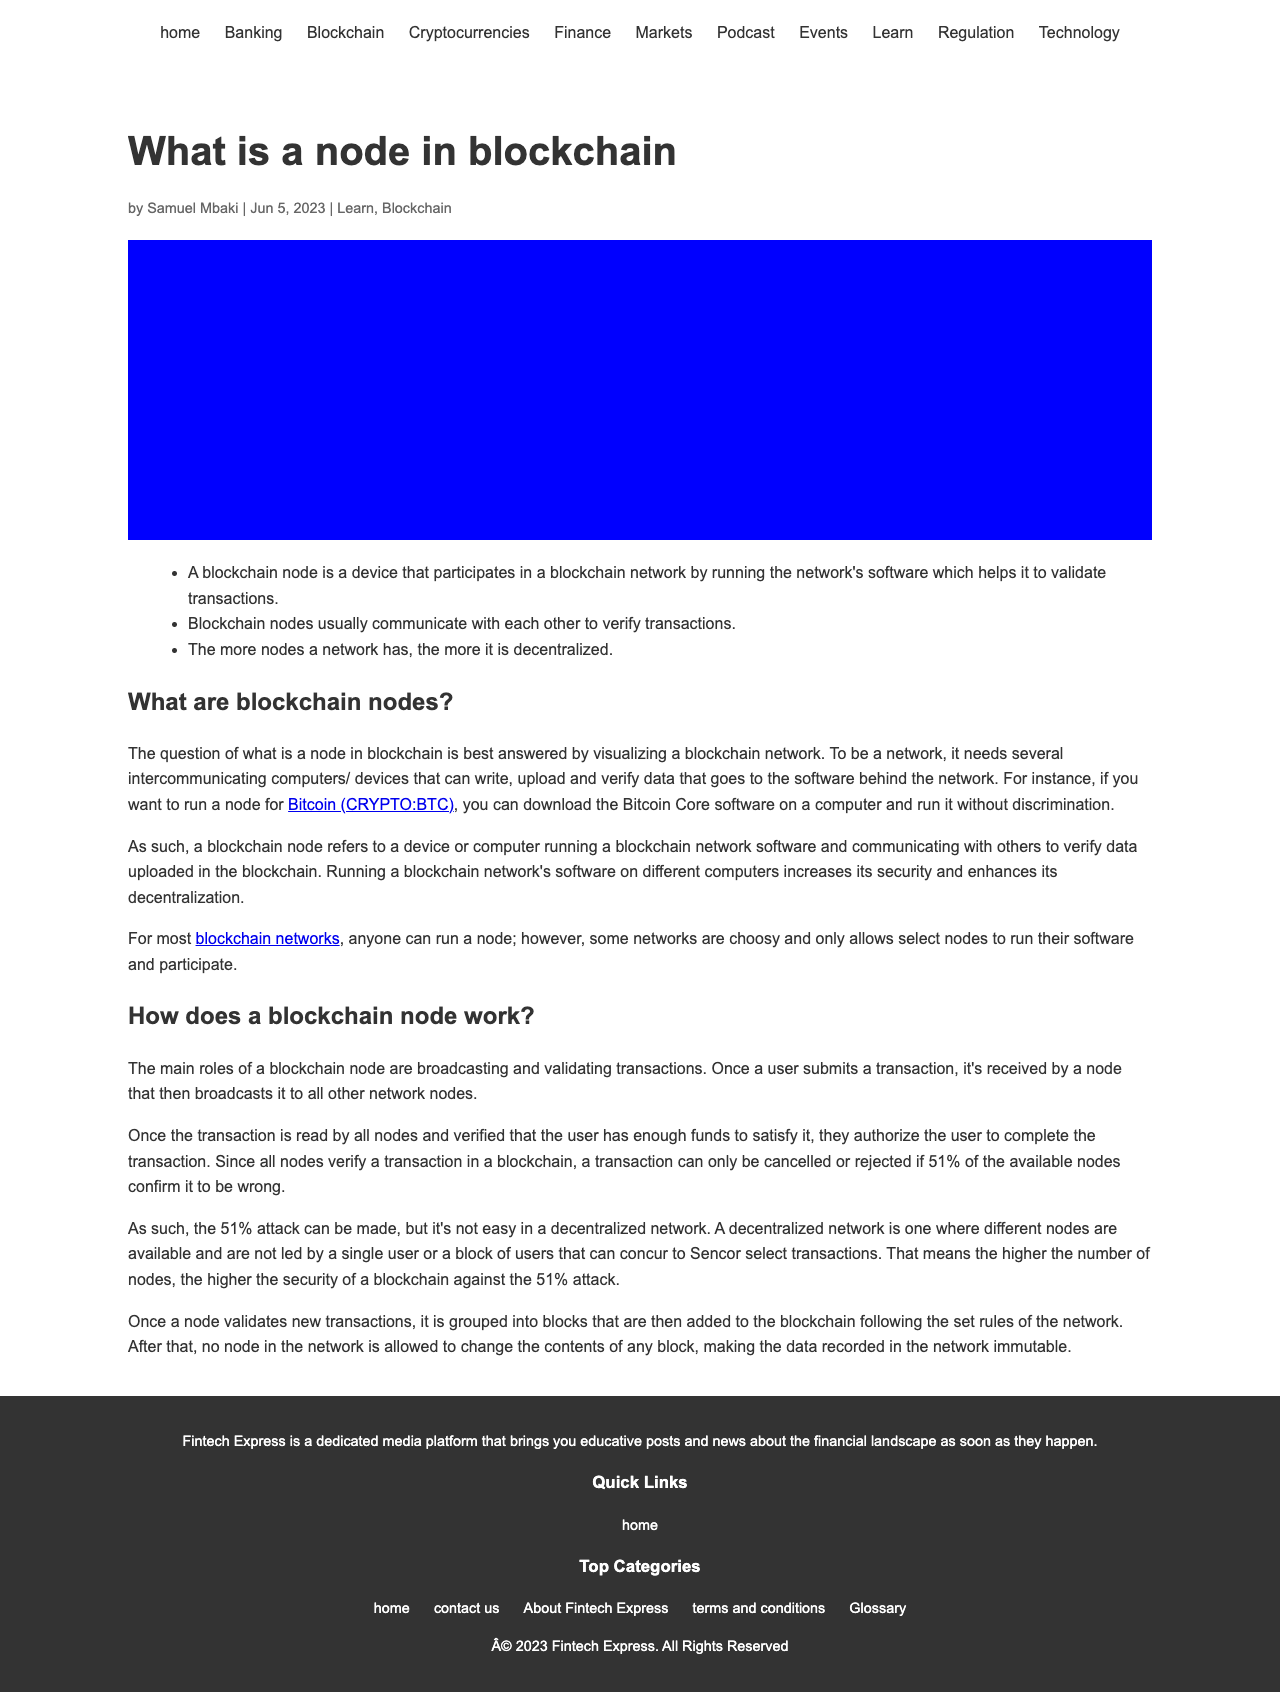 home Banking Blockchain Cryptocurrencies Finance Markets Podcast Events Learn Regulation Technology
What is a node in blockchain
by Samuel Mbaki | Jun 5, 2023 | Learn, Blockchain
• A blockchain node is a device that participates in a blockchain network by running the network's software which helps it to validate
transactions.
• Blockchain nodes usually communicate with each other to verify transactions.
• The more nodes a network has, the more it is decentralized.
What are blockchain nodes?
The question of what is a node in blockchain is best answered by visualizing a blockchain network. To be a network, it needs several
intercommunicating computers/ devices that can write, upload and verify data that goes to the software behind the network. For instance, if you
want to run a node for Bitcoin (CRYPTO:BTC), you can download the Bitcoin Core software on a computer and run it without discrimination.
As such, a blockchain node refers to a device or computer running a blockchain network software and communicating with others to verify data
uploaded in the blockchain. Running a blockchain network's software on different computers increases its security and enhances its
decentralization.
For most blockchain networks, anyone can run a node; however, some networks are choosy and only allows select nodes to run their software
and participate.
How does a blockchain node work?
The main roles of a blockchain node are broadcasting and validating transactions. Once a user submits a transaction, it's received by a node
that then broadcasts it to all other network nodes.
Once the transaction is read by all nodes and verified that the user has enough funds to satisfy it, they authorize the user to complete the
transaction. Since all nodes verify a transaction in a blockchain, a transaction can only be cancelled or rejected if 51% of the available nodes
confirm it to be wrong.
As such, the 51% attack can be made, but it's not easy in a decentralized network. A decentralized network is one where different nodes are
available and are not led by a single user or a block of users that can concur to Sencor select transactions. That means the higher the number of
nodes, the higher the security of a blockchain against the 51% attack.
Once a node validates new transactions, it is grouped into blocks that are then added to the blockchain following the set rules of the network.
After that, no node in the network is allowed to change the contents of any block, making the data recorded in the network immutable.
Fintech Express is a dedicated media platform that brings you educative posts and news about the financial landscape as soon as they happen.
Quick Links
home
Top Categories
home contact us About Fintech Express terms and conditions Glossary
Â© 2023 Fintech Express. All Rights Reserved